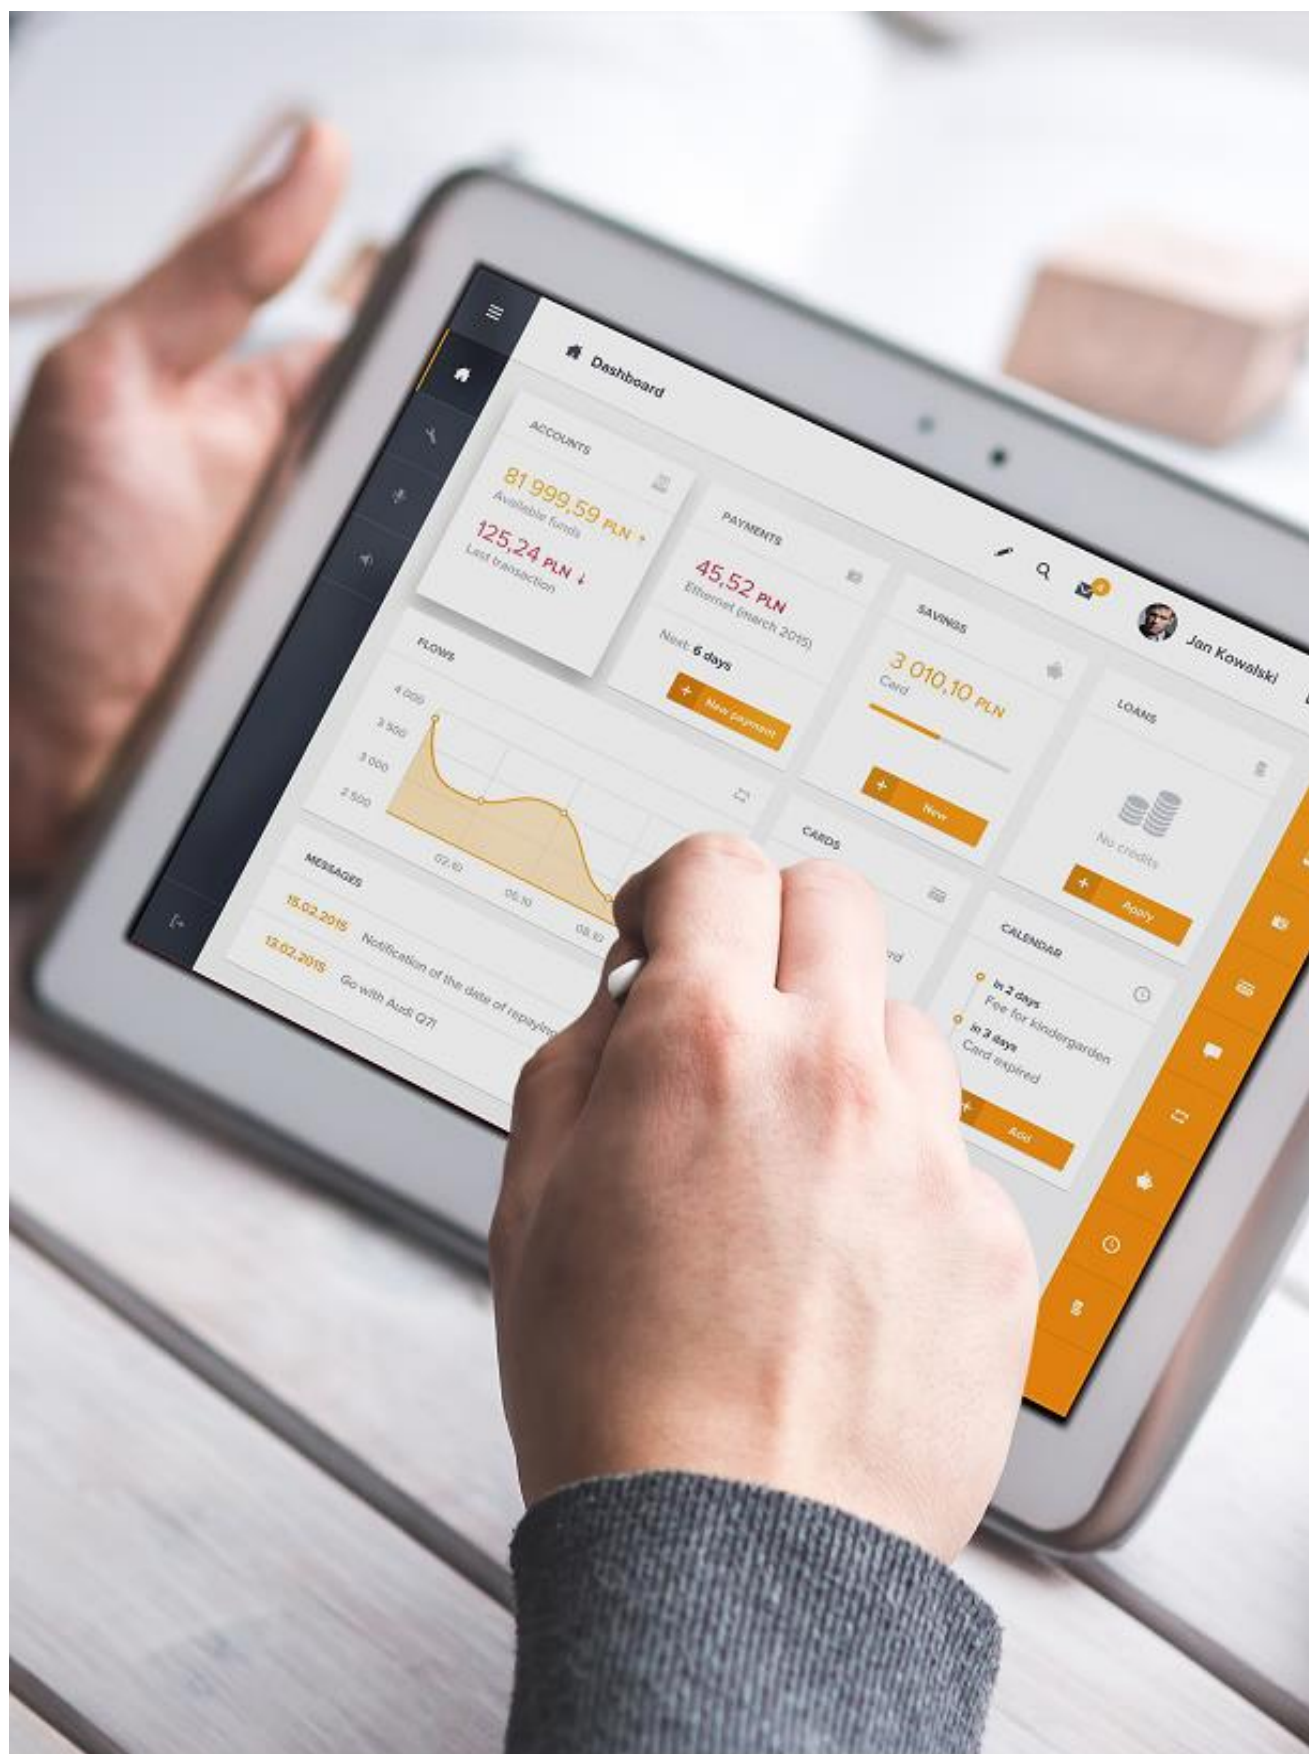 Dashboard
Jan Kowalski
4
ACCOUNTS
81 999,59 PLN
Available funds
125,24 PLN
Last transaction
PAYMENTS
45,52 PLN
Ethernet (march 2015)
Next: 6 days
+ New payment
SAVINGS
3 010,10 PLN
Card
+ New
LOANS
No credits
+ Apply
FLOWS
4 000
3 500
3 000
2 500
02.10
05.10
08.10
CARDS
CALENDAR
in 2 days
Fee for kindergarden
in 3 days
Card expired
+ Add
MESSAGES
15.02.2015 Notification of the date of repaying
13.02.2015 Go with Audi Q7!